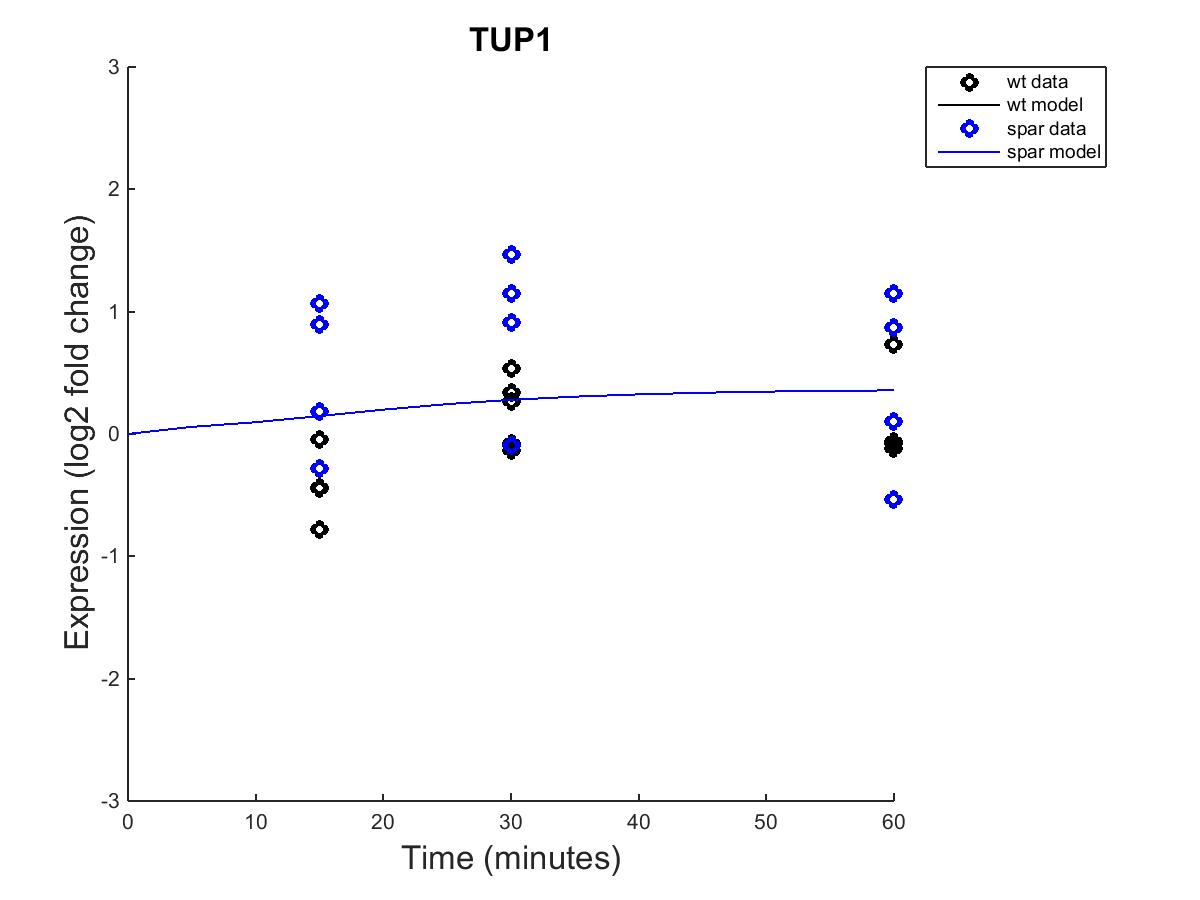 TUP1
wt data
wt model
spar data
spar model
Expression (log2 fold change)
3
2
1
0
-1
-2
-3
0 10 20 30 40 50 60
Time (minutes)